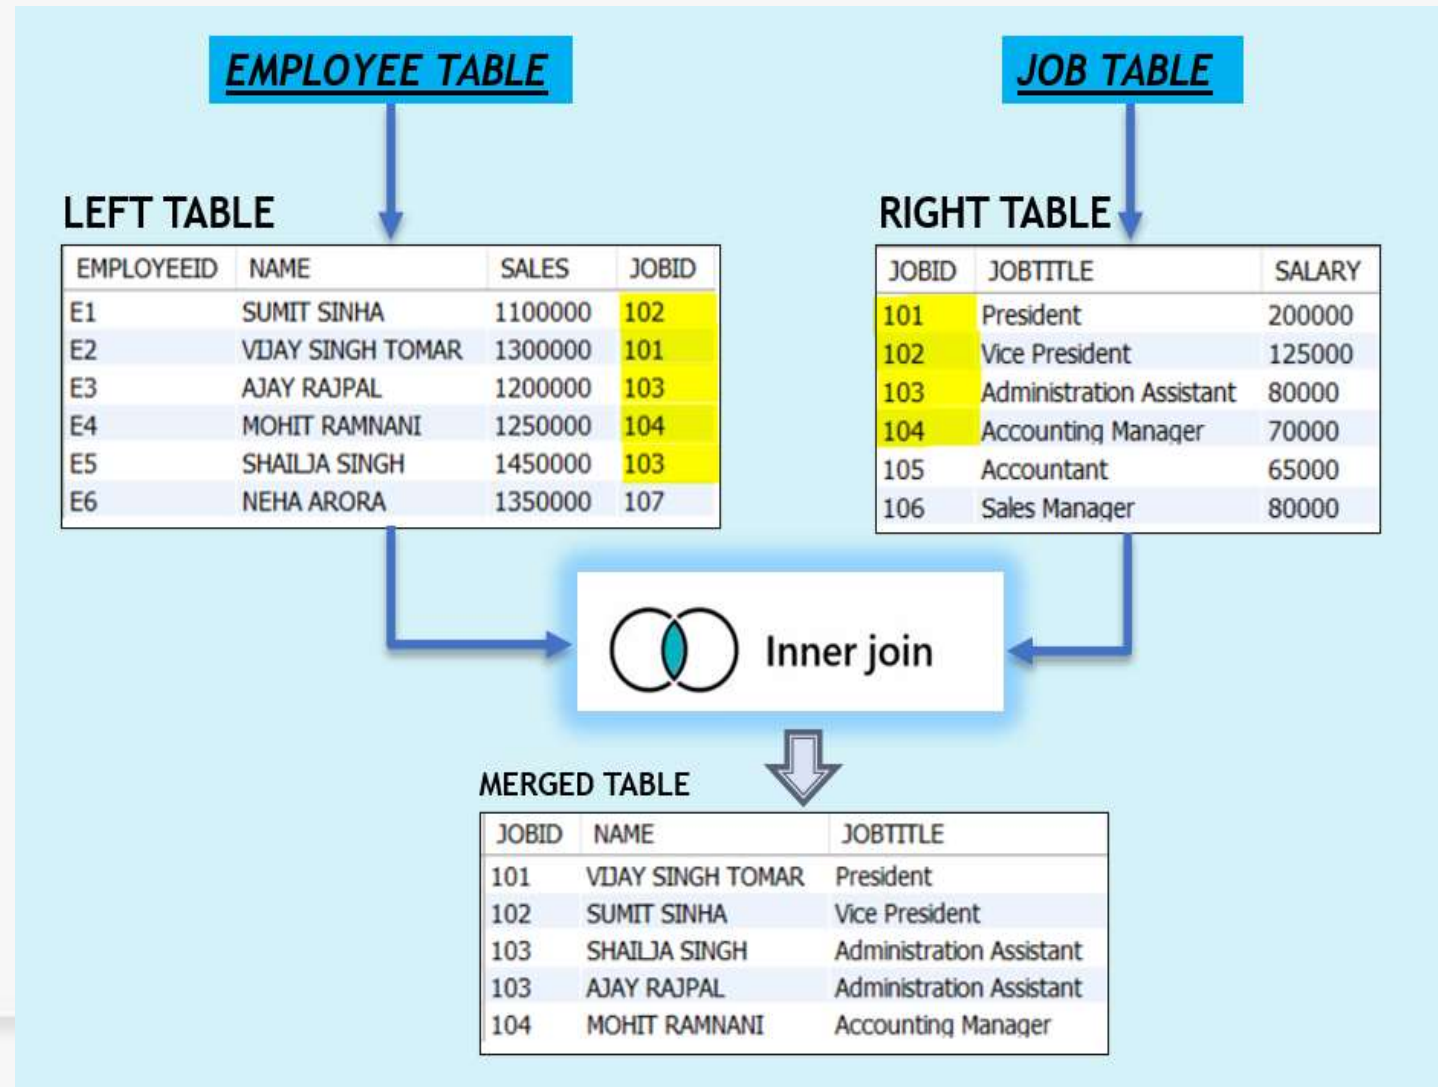 EMPLOYEE TABLE
JOB TABLE
LEFT TABLE
EMPLOYEEID NAME SALES JOBID
E1 SUMIT SINHA 1100000 102
E2 VIJAY SINGH TOMAR 1300000 101
E3 AJAY RAJPAL 1200000 103
E4 MOHIT RAMNANI 1250000 104
E5 SHAILJA SINGH 1450000 103
E6 NEHA ARORA 1350000 107
RIGHT TABLE
JOBID JOBTITLE SALARY
101 President 200000
102 Vice President 125000
103 Administration Assistant 80000
104 Accounting Manager 70000
105 Accountant 65000
106 Sales Manager 80000
Inner join
MERGED TABLE
JOBID NAME JOBTITLE
101 VIJAY SINGH TOMAR President
102 SUMIT SINHA Vice President
103 SHAILJA SINGH Administration Assistant
103 AJAY RAJPAL Administration Assistant
104 MOHIT RAMNANI Accounting Manager